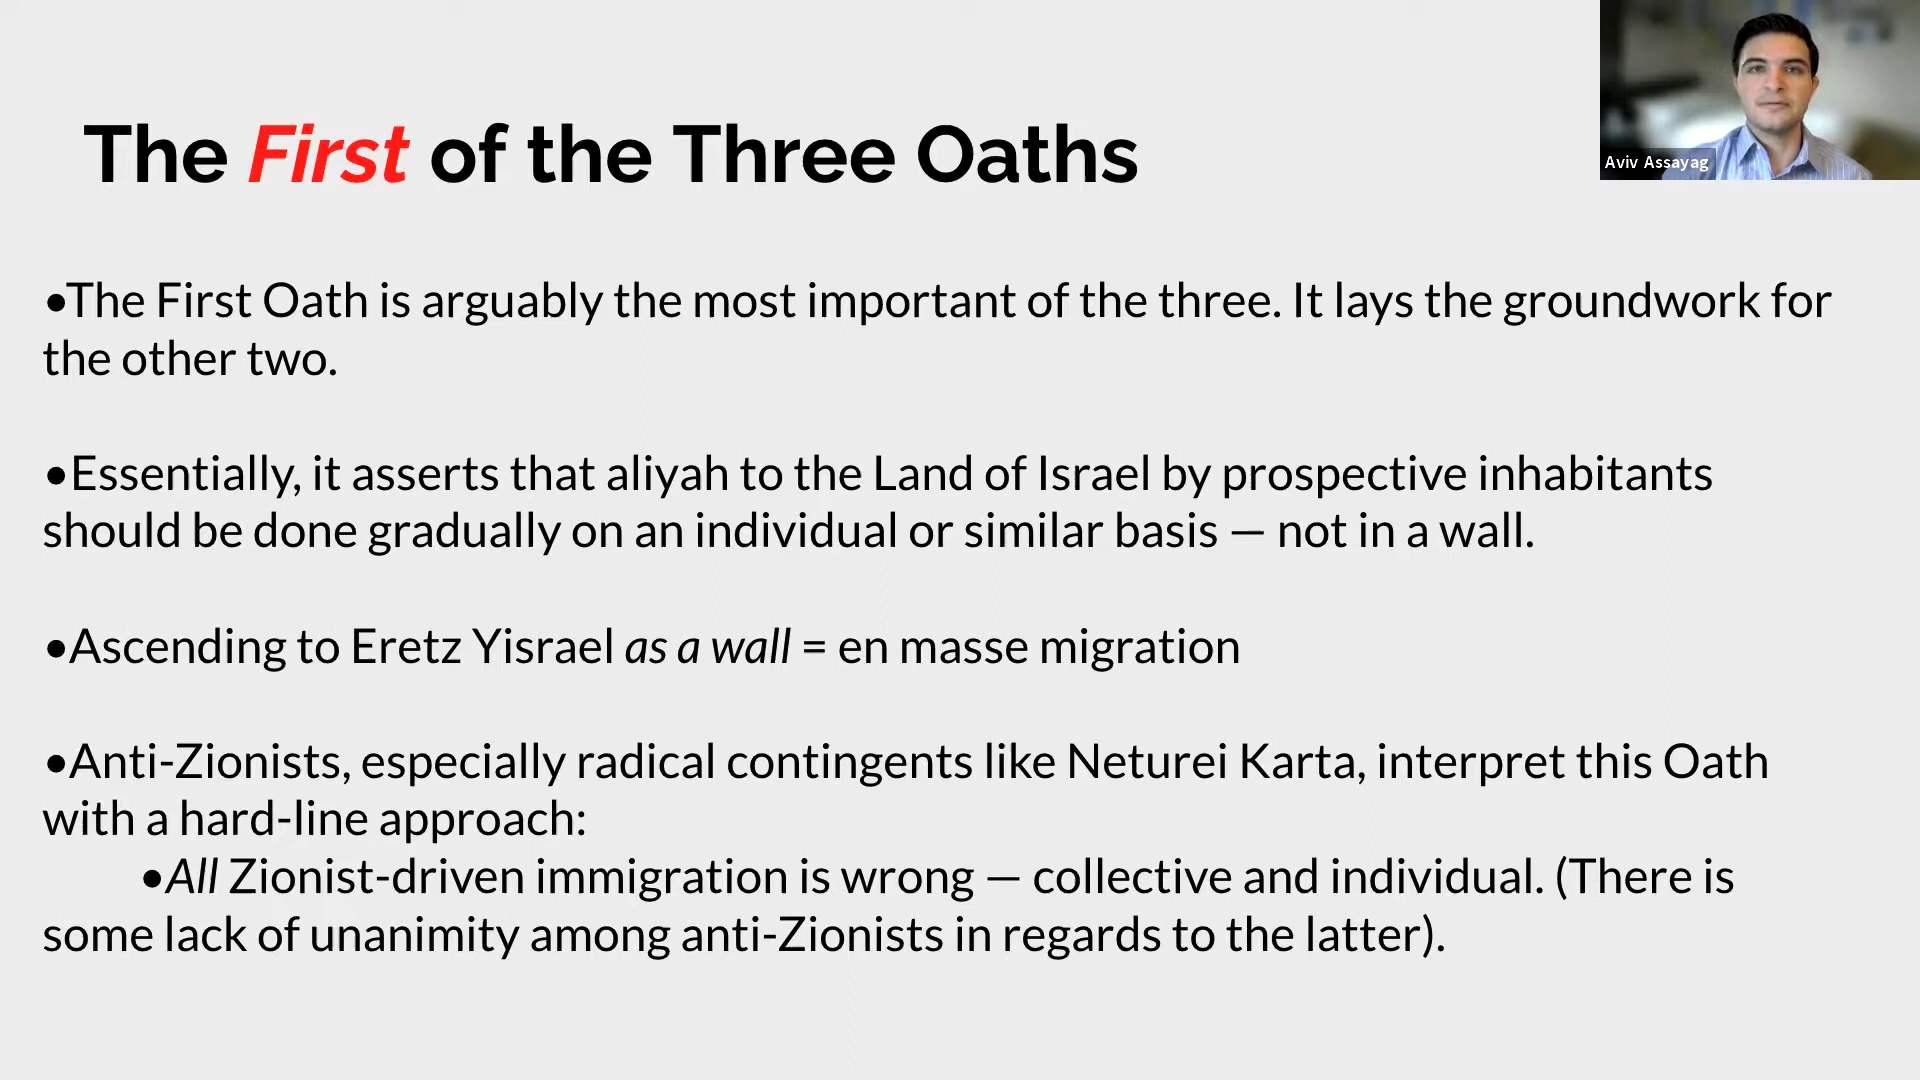 The First of the Three Oaths
Aviv Assayag
•The First Oath is arguably the most important of the three. It lays the groundwork for
the other two.
•Essentially, it asserts that aliyah to the Land of Israel by prospective inhabitants
should be done gradually on an individual or similar basis — not in a wall.
•Ascending to Eretz Yisrael as a wall = en masse migration
•Anti-Zionists, especially radical contingents like Neturei Karta, interpret this Oath
with a hard-line approach:
•All Zionist-driven immigration is wrong — collective and individual. (There is
some lack of unanimity among anti-Zionists in regards to the latter).